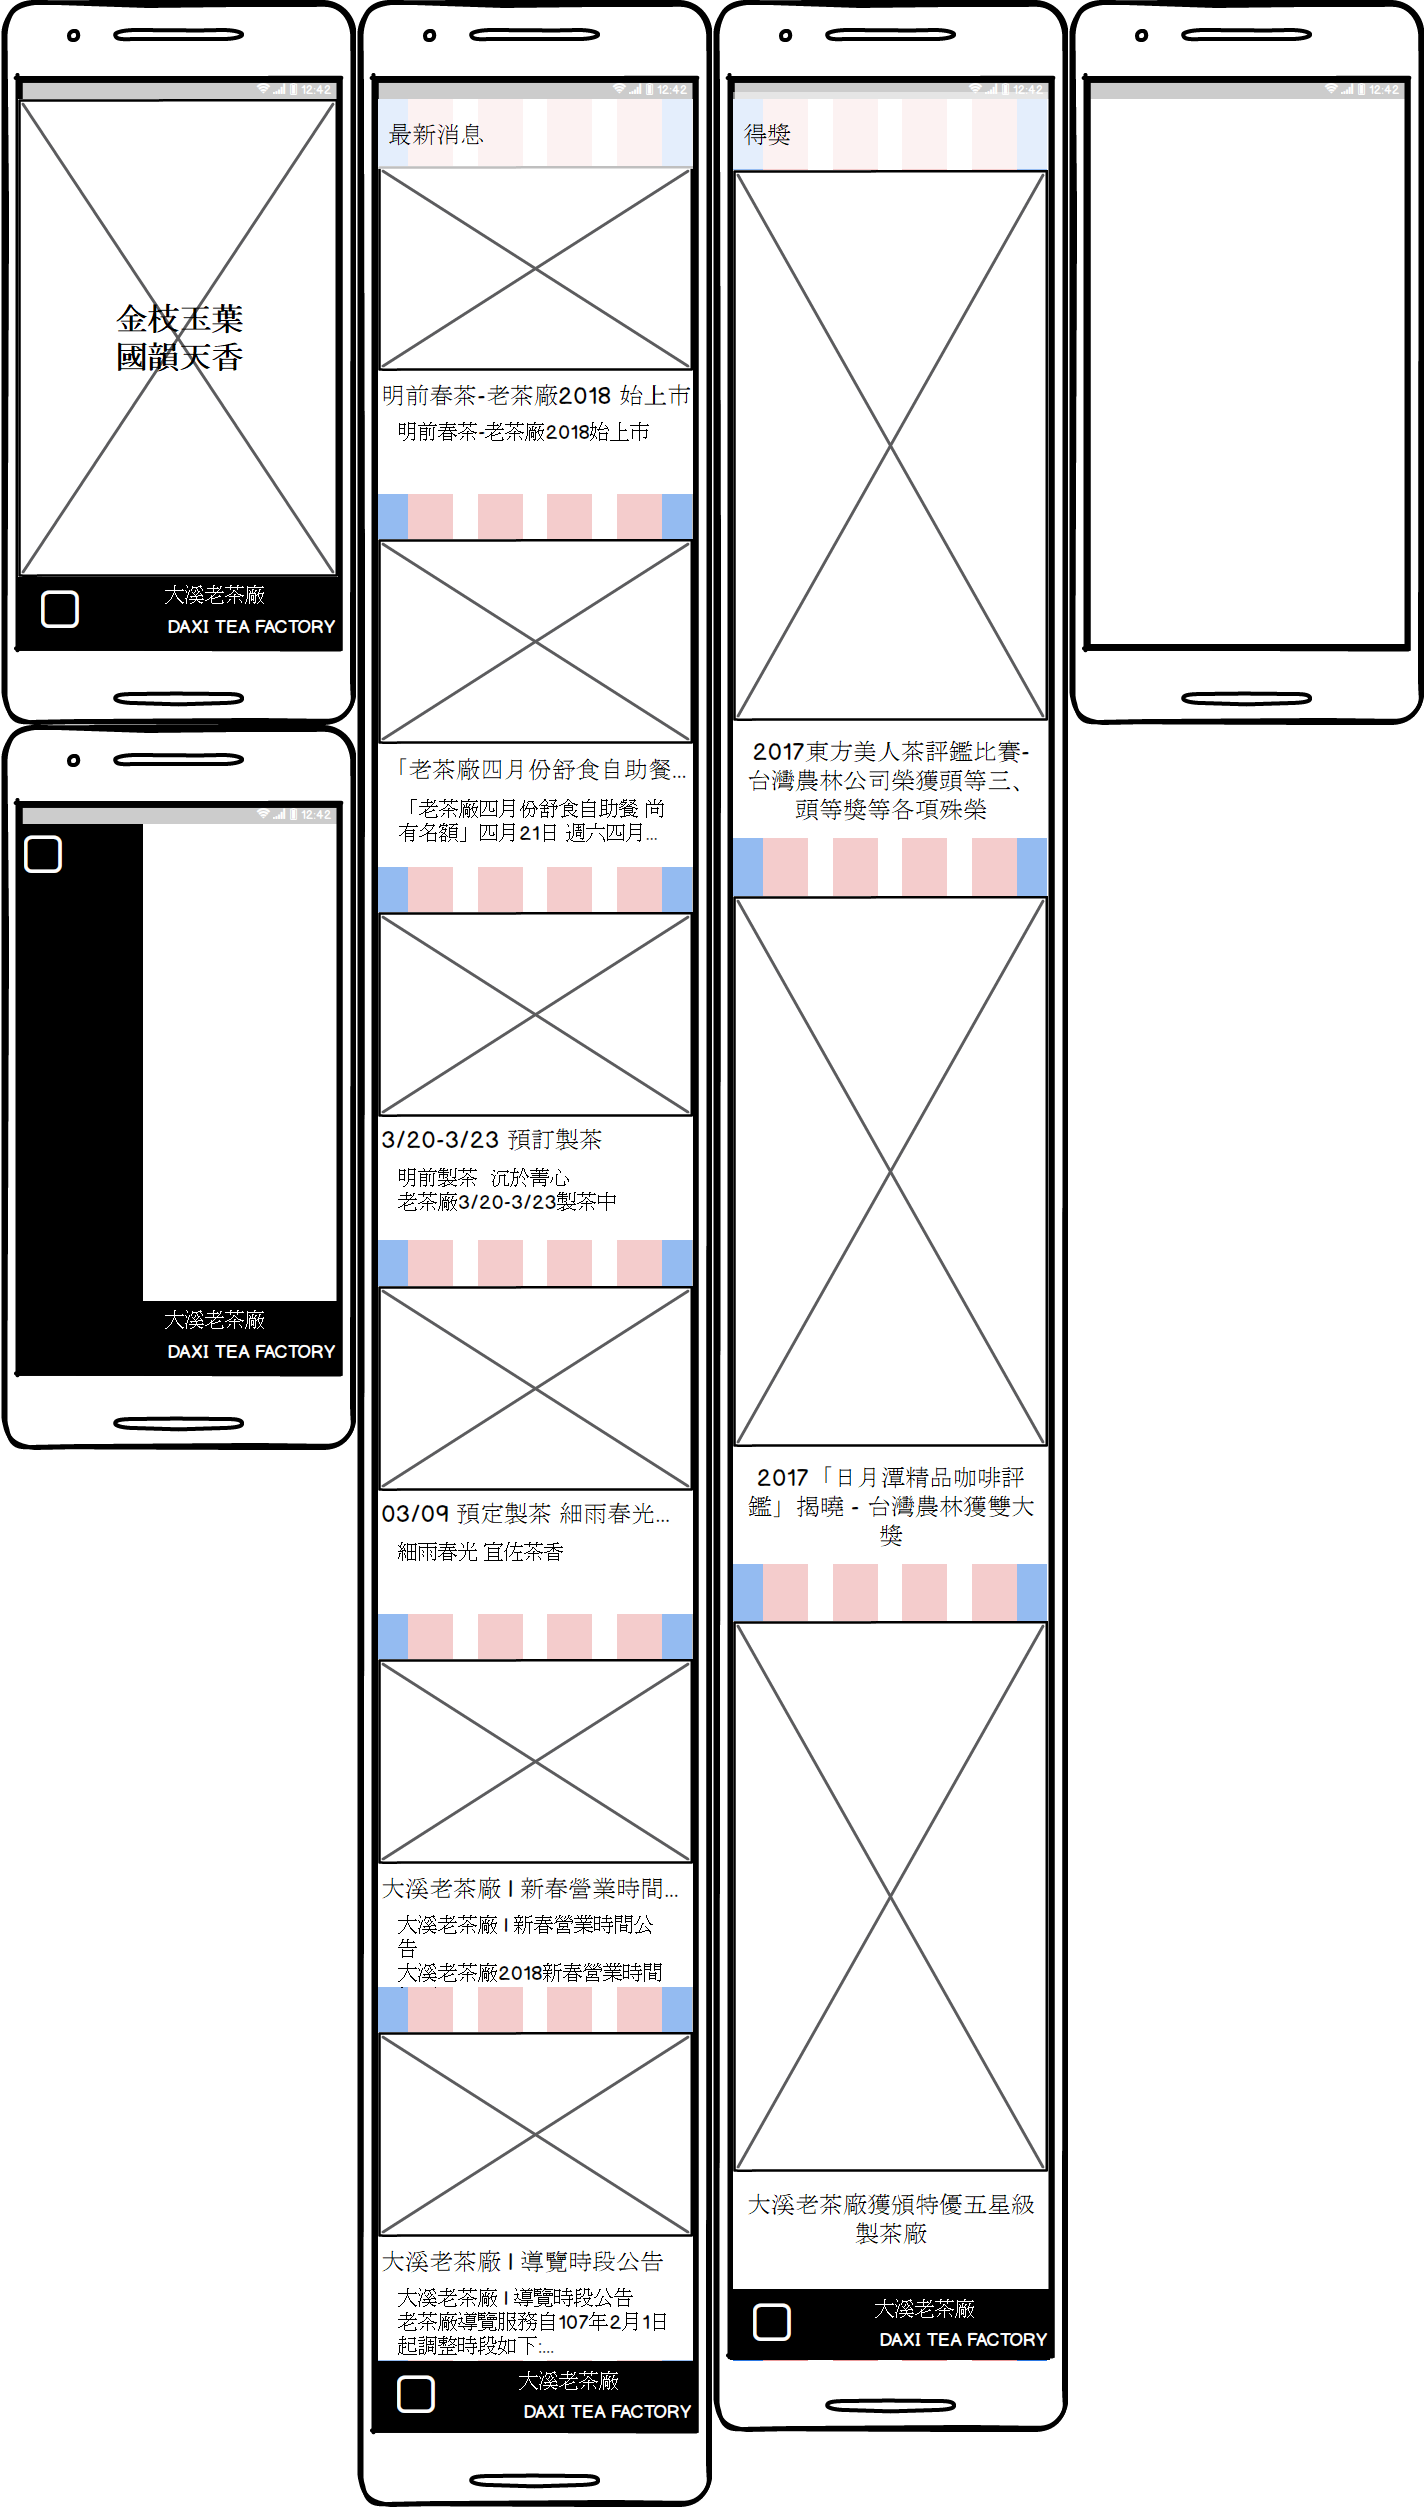 12:42
金枝玉葉
國韻天香
大溪老茶廠
DAXI TEA FACTORY
12:42
大溪老茶廠
DAXI TEA FACTORY
12:42
最新消息
明前春茶-老茶廠2018 始上市
明前春茶-老茶廠2018始上市
「老茶廠四月份舒食自助餐...
「老茶廠四月份舒食自助餐 尚
有名額」四月21日 週六四月...
3/20-3/23 預訂製茶
明前製茶 沉於菁心
老茶廠3/20-3/23製茶中
03/09 預定製茶 細雨春光...
細雨春光 宜佐茶香
大溪老茶廠 l 新春營業時間...
大溪老茶廠 l 新春營業時間公
告
大溪老茶廠2018新春營業時間
大溪老茶廠 l 導覽時段公告
大溪老茶廠 l 導覽時段公告
老茶廠導覽服務自107年2月1日
起調整時段如下:...
大溪老茶廠
DAXI TEA FACTORY
12:42
得獎
2017東方美人茶評鑑比賽-
台灣農林公司榮獲頭等三、
頭等獎等各項殊榮
2017「日月潭精品咖啡評
鑑」揭曉 - 台灣農林獲雙大
獎
大溪老茶廠獲頒特優五星級
製茶廠
大溪老茶廠
DAXI TEA FACTORY
12:42